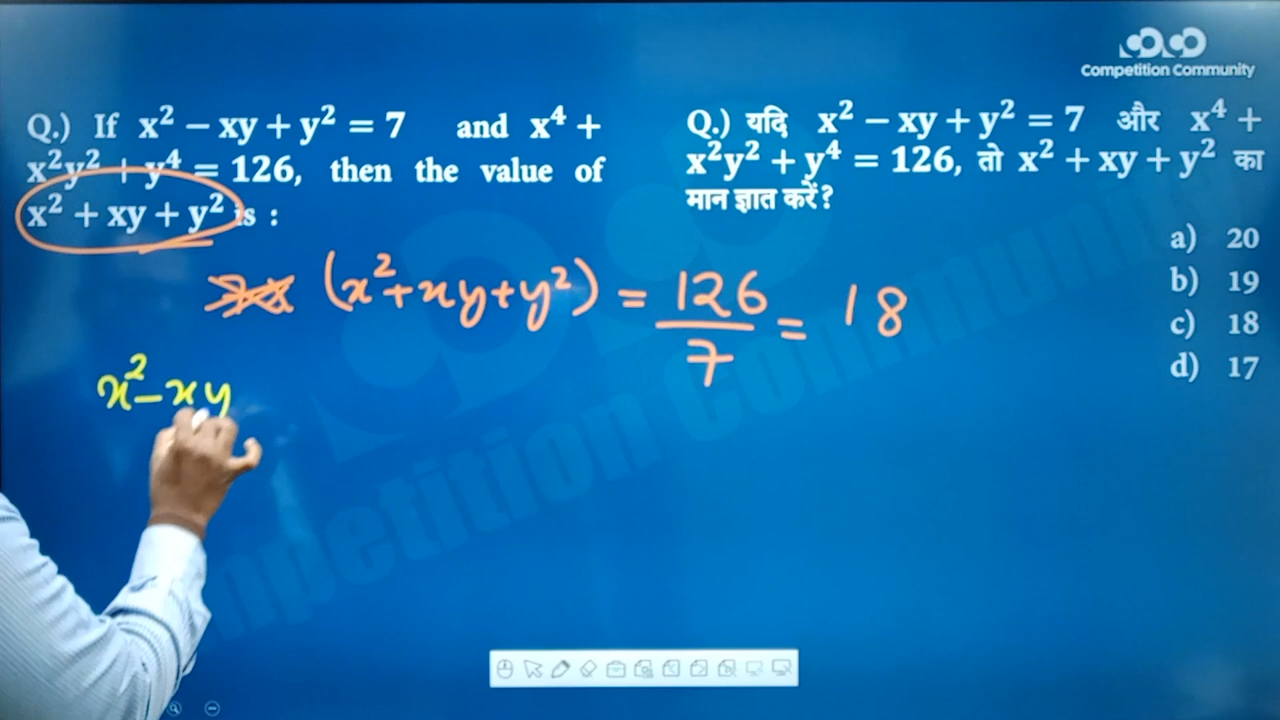 Competition Community
Q.) If x² − xy + y² = 7 and x⁴ +
x²y² + y⁴ = 126, then the value of
x² + xy + y² is :
Q.) यदि x² − xy + y² = 7 और x⁴ +
x²y² + y⁴ = 126, तो x² + xy + y² का
मान ज्ञात करें?
a) 20
b) 19
c) 18
d) 17
(x²+xy+y²) = 126/7 = 18
x²-xy
Competition Community